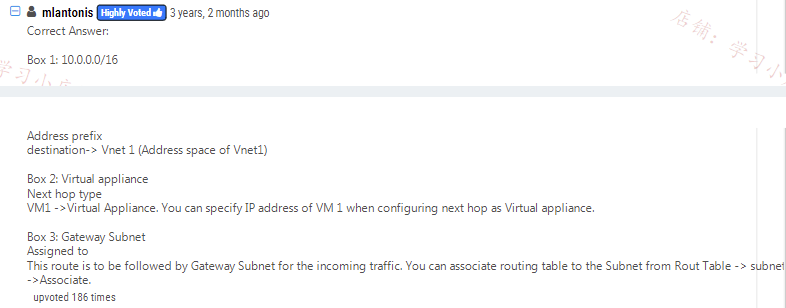 mlantonis Highly Voted 3 years, 2 months ago
Correct Answer:
Box 1: 10.0.0.0/16
店铺：学习小
学习小店
Address prefix
destination-> Vnet 1 (Address space of Vnet1)
Box 2: Virtual appliance
Next hop type
VM1 ->Virtual Appliance. You can specify IP address of VM 1 when configuring next hop as Virtual appliance.
Box 3: Gateway Subnet
Assigned to
This route is to be followed by Gateway Subnet for the incoming traffic. You can associate routing table to the Subnet from Rout Table -> subnet
->Associate.
upvoted 186 times